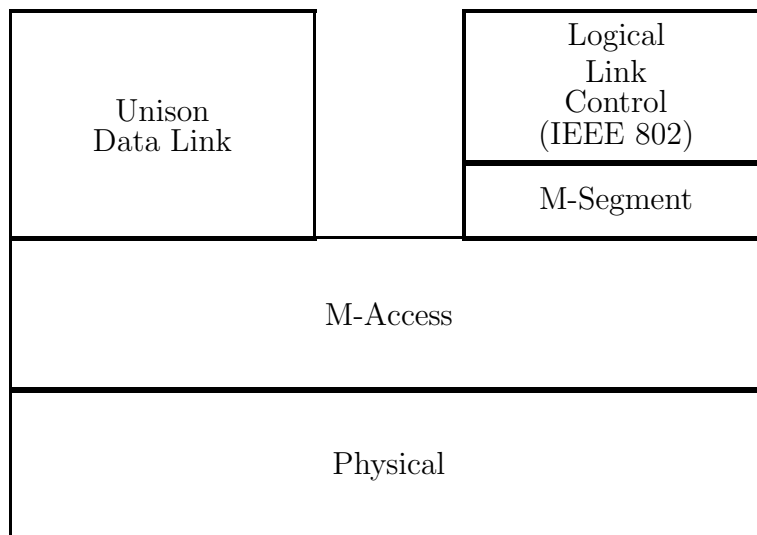 Unison
Data Link
Logical
Link
Control
(IEEE 802)
M-Segment
M-Access
Physical